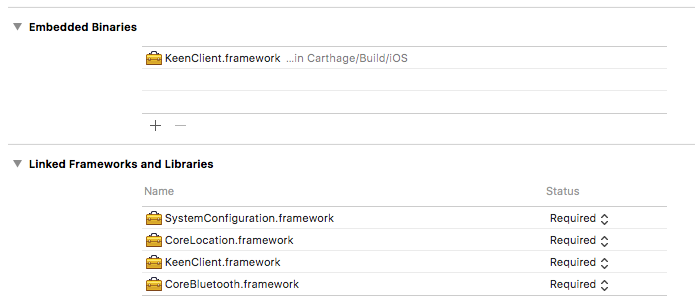 Embedded Binaries
KeenClient.framework ...in Carthage/Build/iOS
Linked Frameworks and Libraries
Name Status
SystemConfiguration.framework Required
CoreLocation.framework Required
KeenClient.framework Required
CoreBluetooth.framework Required